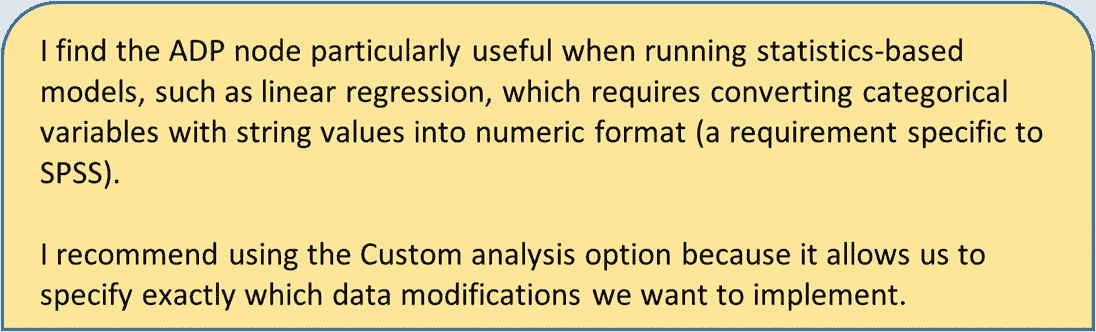 I find the ADP node particularly useful when running statistics-based
models, such as linear regression, which requires converting categorical
variables with string values into numeric format (a requirement specific to
SPSS).
I recommend using the Custom analysis option because it allows us to
specify exactly which data modifications we want to implement.